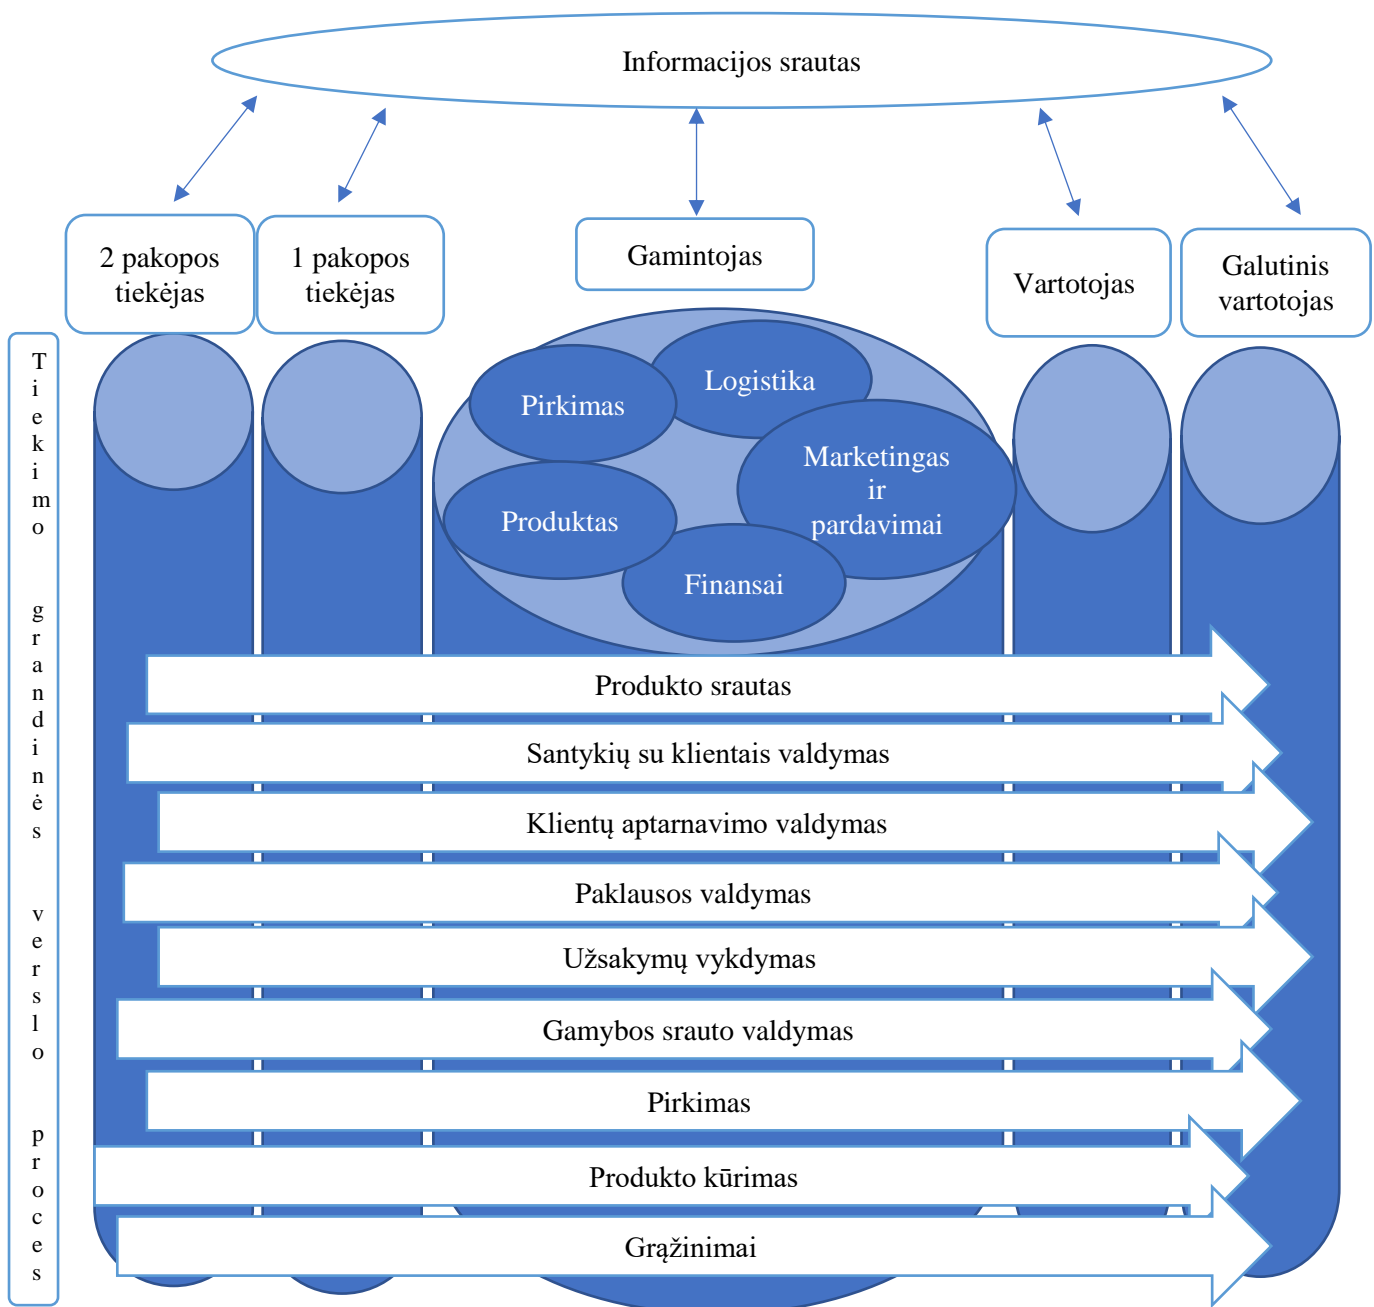 Informacijos srautas
2 pakopos
tiekėjas
1 pakopos
tiekėjas
Gamintojas
Vartotojas
Galutinis
vartotojas
Tiekimo grandinės verslo proces
Logistika
Pirkimas
Marketingas
ir
pardavimai
Produktas
Finansai
Produkto srautas
Santykių su klientais valdymas
Klientų aptarnavimo valdymas
Paklausos valdymas
Užsakymų vykdymas
Gamybos srauto valdymas
Pirkimas
Produkto kūrimas
Grąžinimai